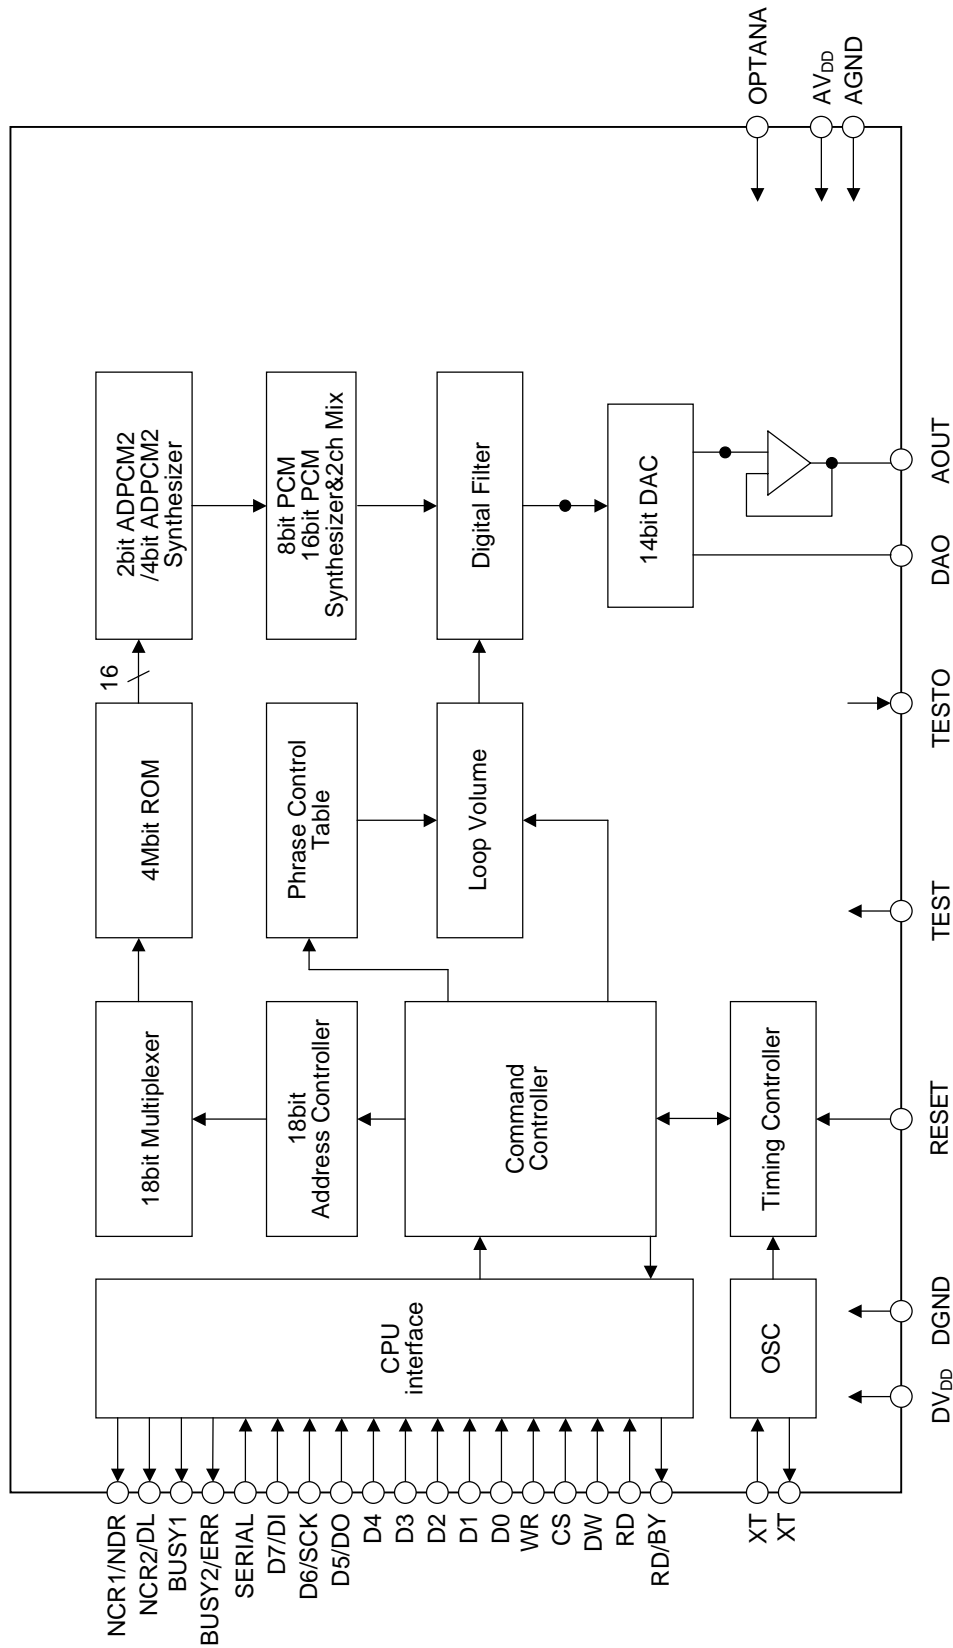 NCR1/NDR
NCR2/DL
BUSY1
BUSY2/ERR
SERIAL
D7/DI
D6/SCK
D5/DO
D4
D3
D2
D1
D0
WR
CS
DW
RD
RD/BY
XT
XT
CPU
interface
OSC
18bit Multiplexer
18bit
Address Controller
Command
Controller
Timing Controller
4Mbit ROM
Phrase Control
Table
Loop Volume
16
2bit ADPCM2
/4bit ADPCM2
Synthesizer
8bit PCM
16bit PCM
Synthesizer&2ch Mix
Digital Filter
14bit DAC
DVDD
DGND
RESET
TEST
TESTO
DAO
AOUT
OPTANA
AVDD
AGND